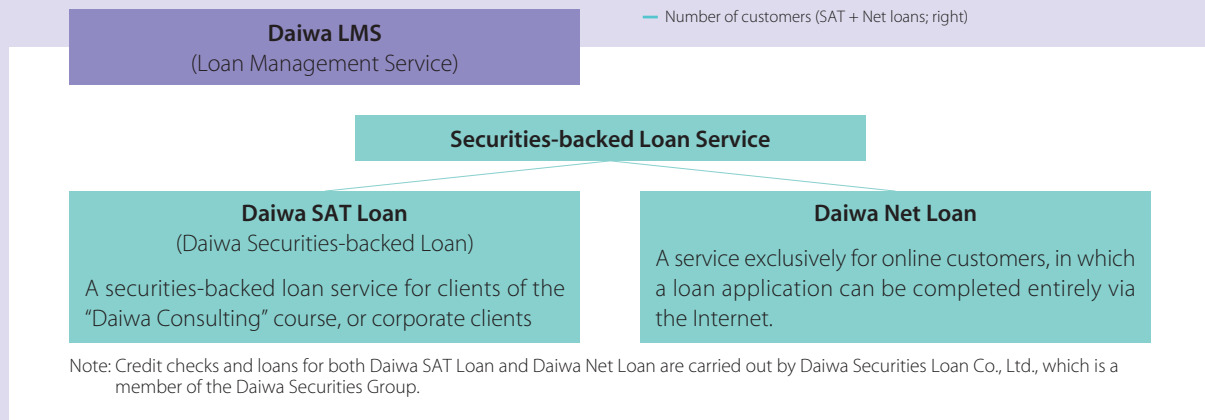 Number of customers (SAT + Net loans; right)
Daiwa LMS
(Loan Management Service)
Securities-backed Loan Service
Daiwa SAT Loan
(Daiwa Securities-backed Loan)
A securities-backed loan service for clients of the
“Daiwa Consulting” course, or corporate clients
Daiwa Net Loan
A service exclusively for online customers, in which
a loan application can be completed entirely via
the Internet.
Note: Credit checks and loans for both Daiwa SAT Loan and Daiwa Net Loan are carried out by Daiwa Securities Loan Co., Ltd., which is a
member of the Daiwa Securities Group.